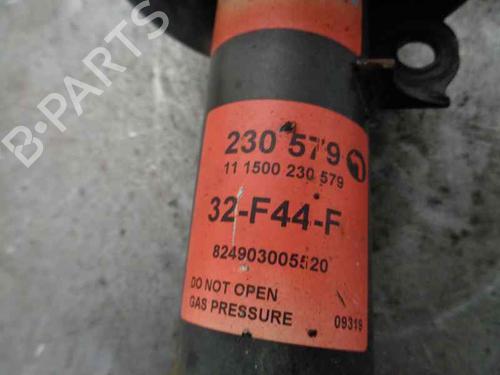 230 579
11 1500 230 579
32-F44-F
824903005520
DO NOT OPEN
GAS PRESSURE
09319
B-PARTS